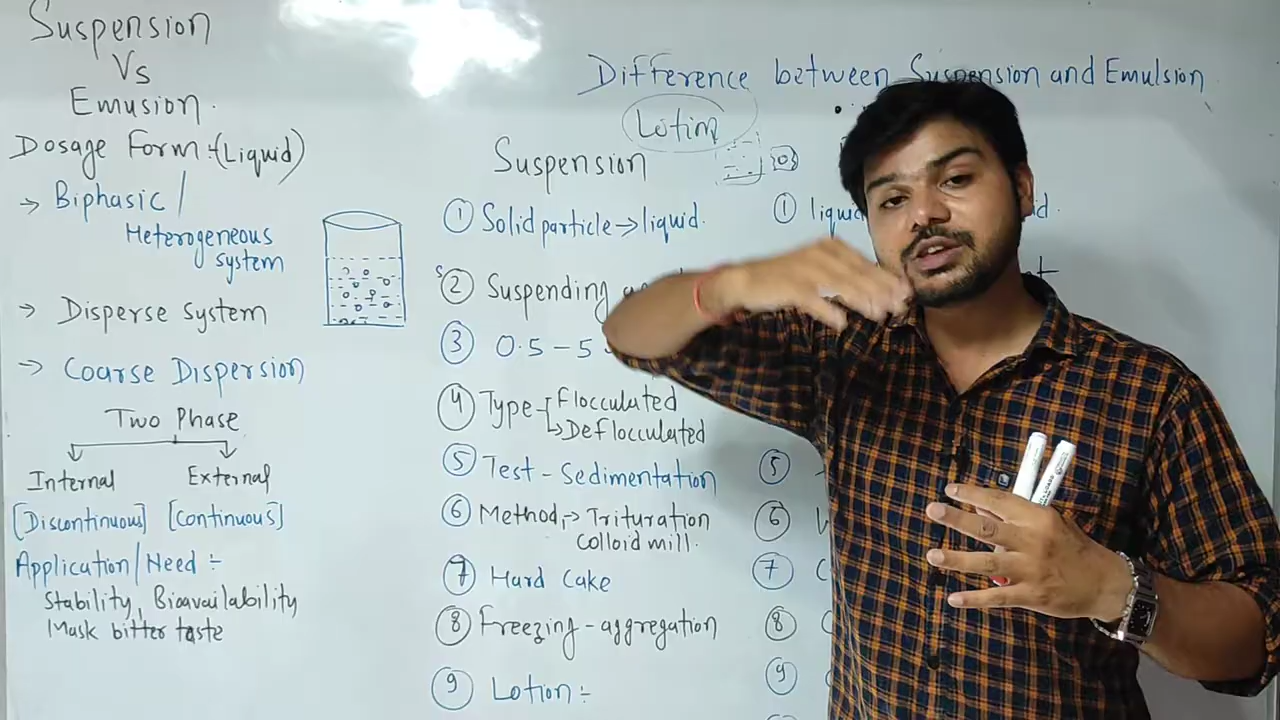 Suspension
Vs
Emusion.
Dosage Form:-(Liquid)
→ Biphasic /
Heterogeneous
system
→ Disperse system
→ Coarse Dispersion
Two Phase
Internal External
[Discontinuous] [Continuous]
Application/Need :-
Stability, Bioavailability
Mask bitter taste
Difference between Suspension and Emulsion
Lotion
Suspension
① Solid particle → liquid.
② Suspending
③ 0.5 - 5
④ Type Flocculated
→ Deflocculated
⑤ Test - Sedimentation
⑥ Method → Trituration
Colloid mill.
⑦ Hard Cake
⑧ Freezing - aggregation
⑨ Lotion :-
①
⑤
⑥
⑦
⑧
⑨